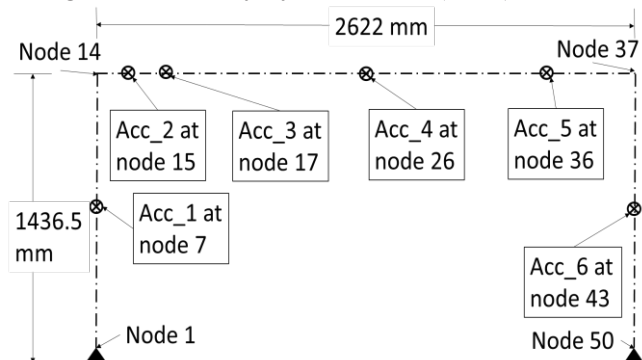 2622 mm
Node 14
Node 37
Acc_2 at
node 15
Acc_3 at
node 17
Acc_4 at
node 26
Acc_5 at
node 36
1436.5
mm
Acc_1 at
node 7
Acc_6 at
node 43
Node 1
Node 50